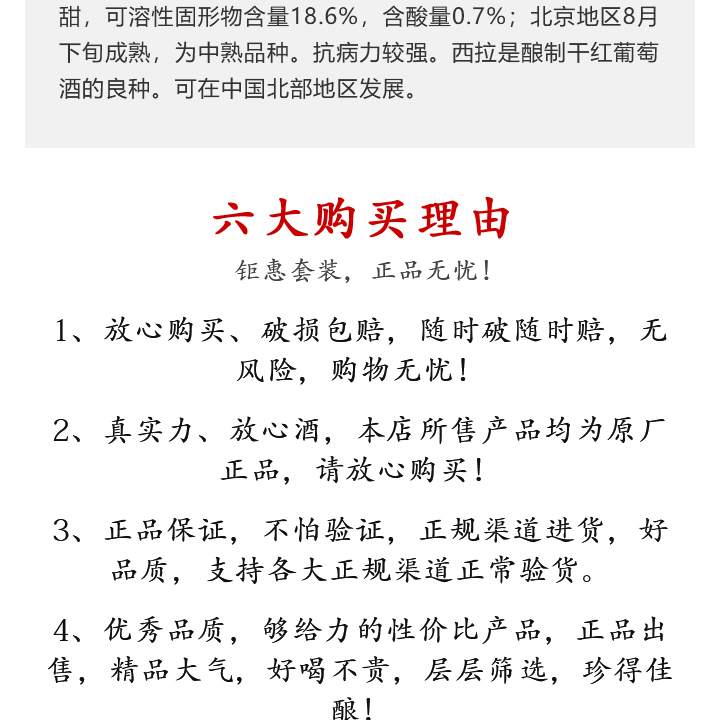 甜，可溶性固形物含量18.6%，含酸量0.7%；北京地区8月
下旬成熟，为中熟品种。抗病力较强。西拉是酿制干红葡萄
酒的良种。可在中国北部地区发展。
六大购买理由
钜惠套装，正品无忧！
1、放心购买、破损包赔，随时破随时赔，无
风险，购物无忧！
2、真实力、放心酒，本店所售产品均为原厂
正品，请放心购买！
3、正品保证，不怕验证，正规渠道进货，好
品质，支持各大正规渠道正常验货。
4、优秀品质，够给力的性价比产品，正品出
售，精品大气，好喝不贵，层层筛选，珍得佳
酿！